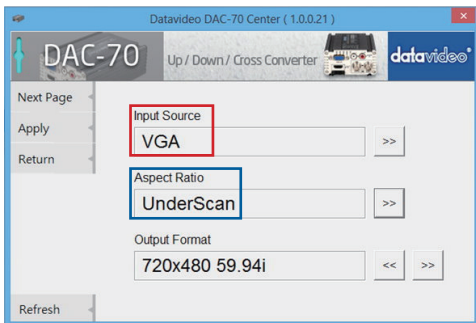 Datavideo DAC-70 Center ( 1.0.0.21 )
×
DAC-70
Up / Down / Cross Converter
datavideo®
Next Page
Apply
Return
Input Source
VGA
>>
Aspect Ratio
UnderScan
>>
Output Format
720x480 59.94i
<<
>>
Refresh